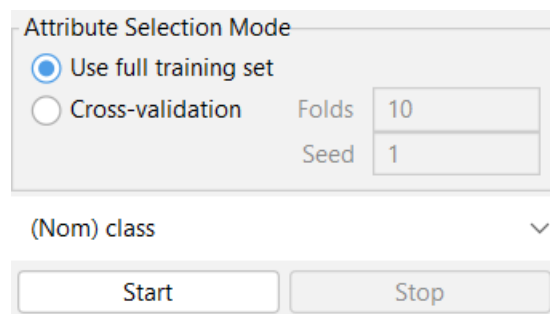 Attribute Selection Mode
Use full training set
Cross-validation Folds 10
Seed 1
(Nom) class
Start Stop